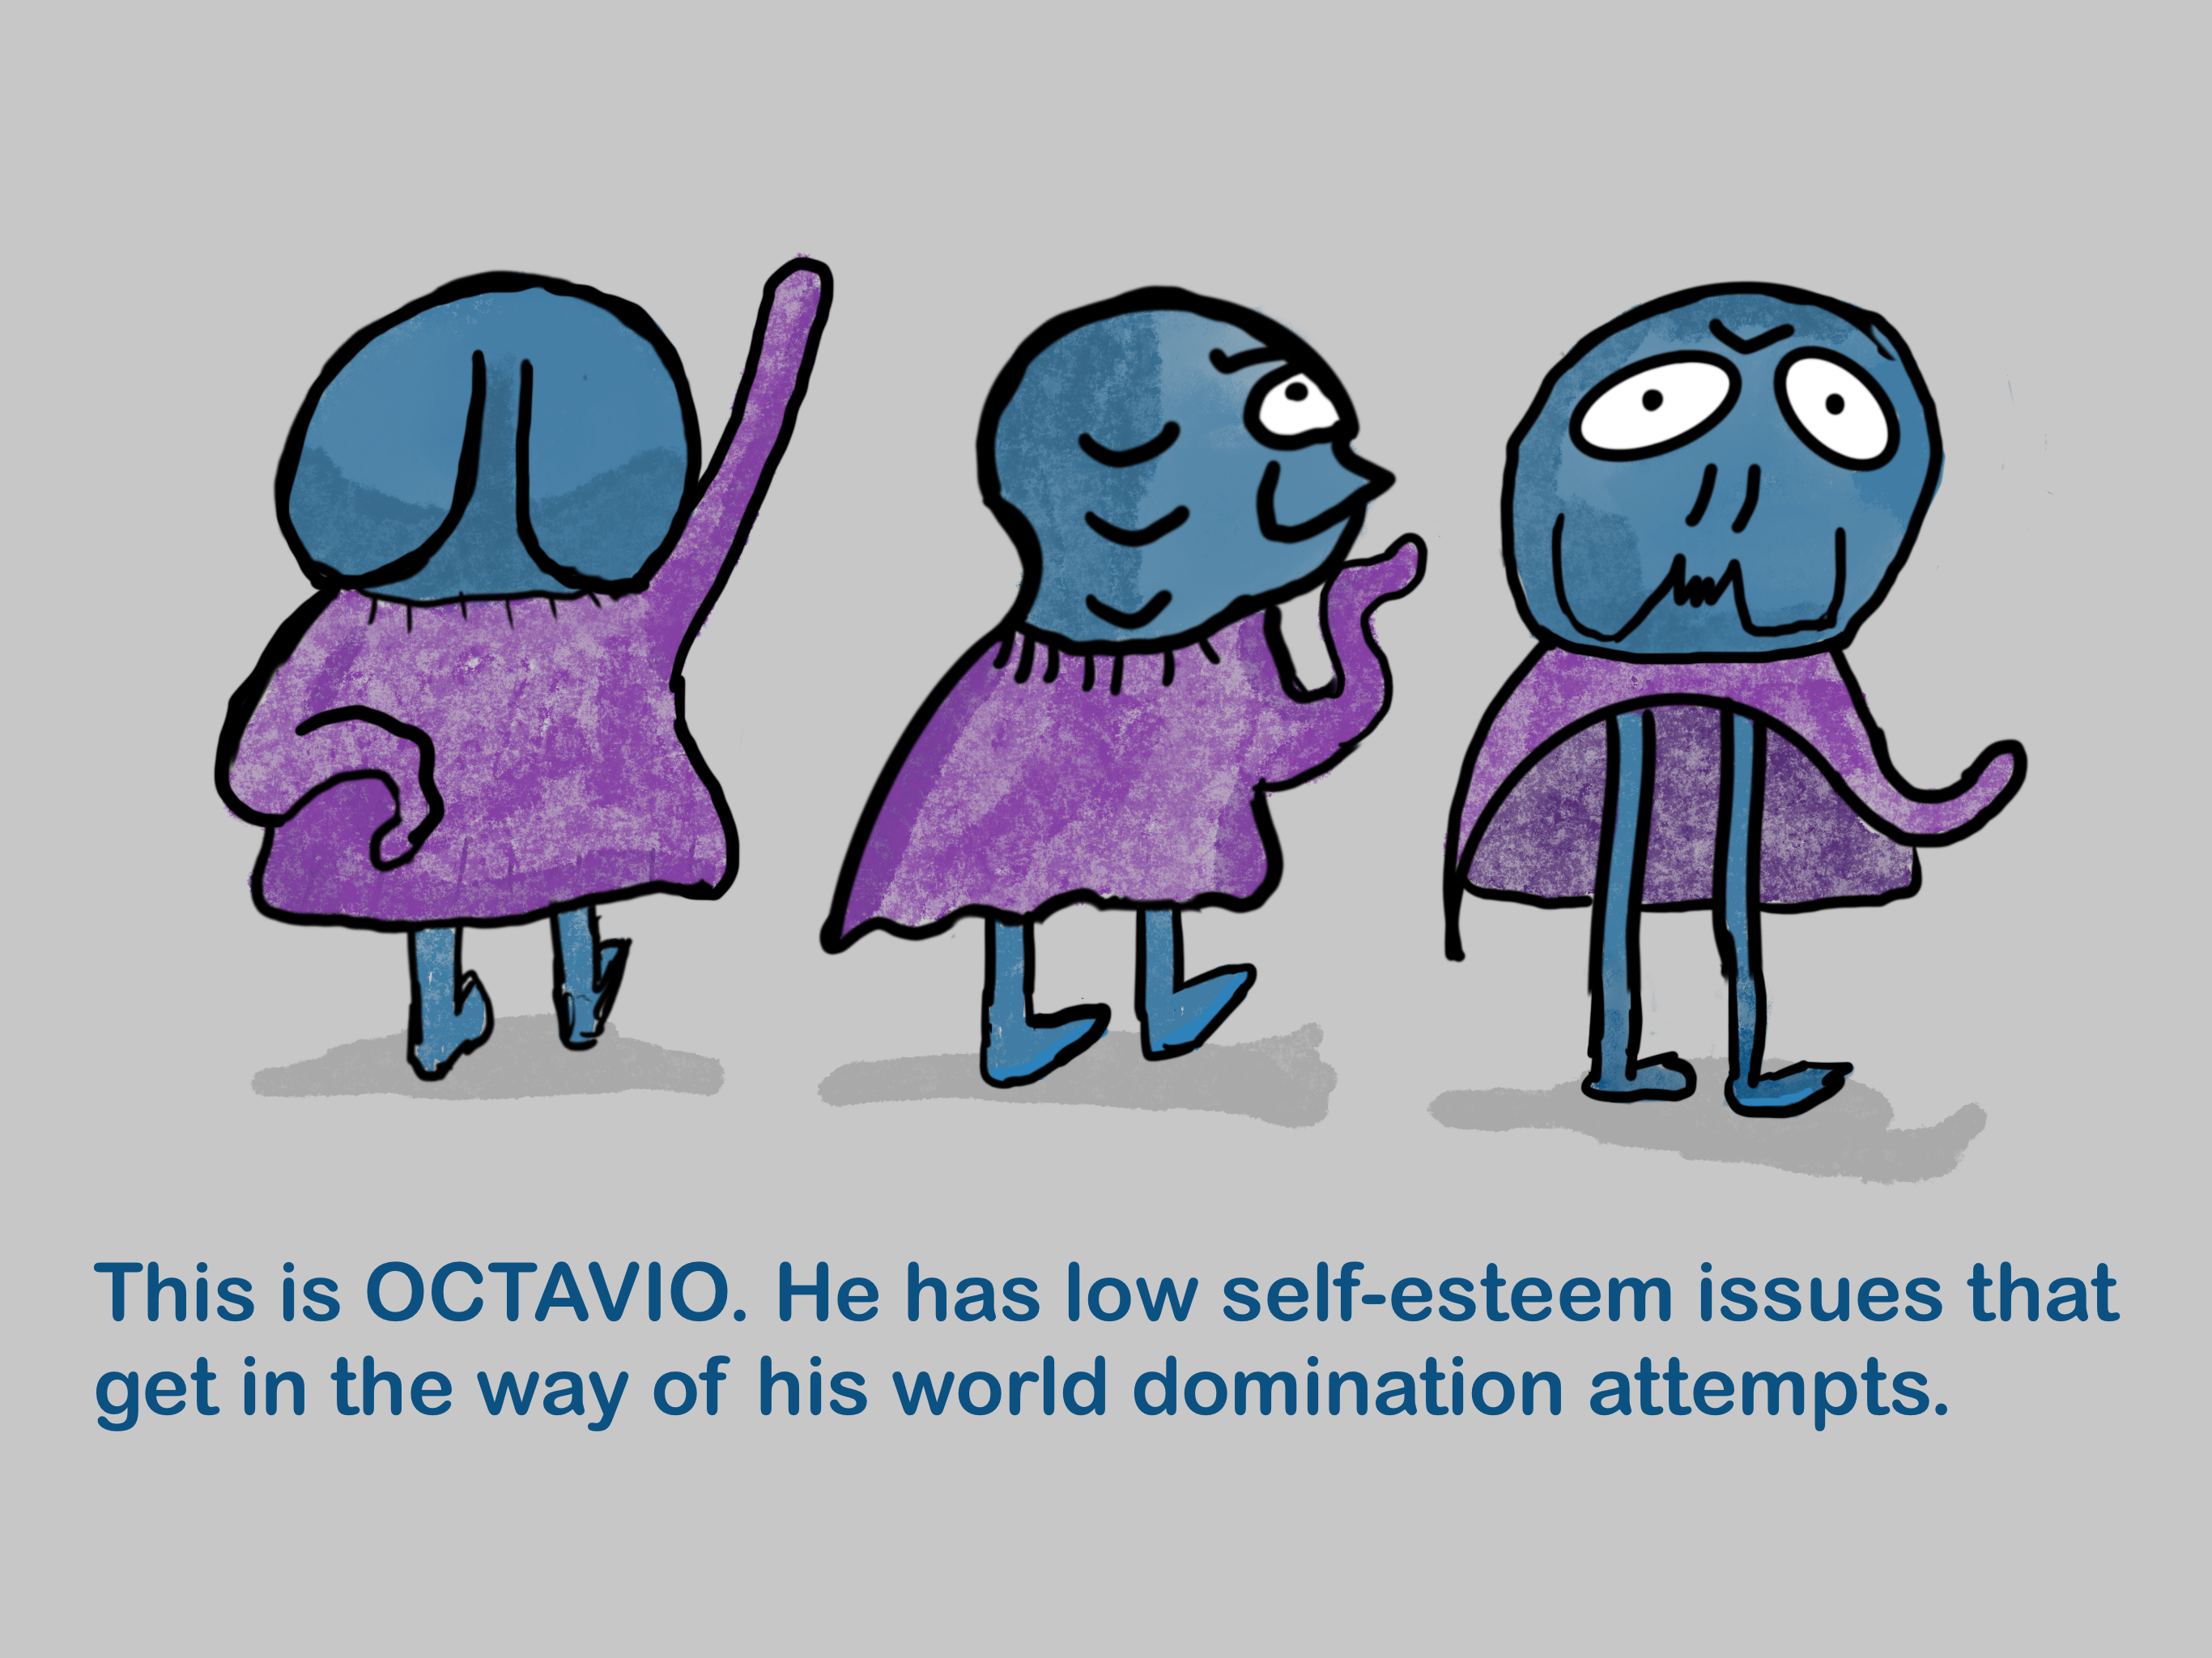 This is OCTAVIO. He has low self-esteem issues that
get in the way of his world domination attempts.